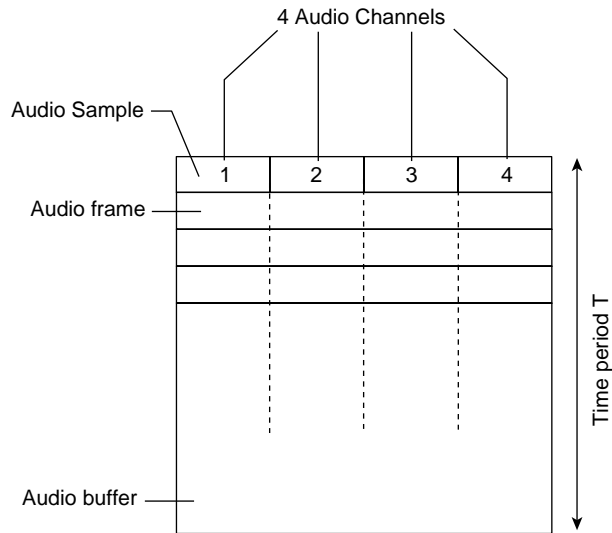 4 Audio Channels
Audio Sample
1 2 3 4
Audio frame
Time period T
Audio buffer